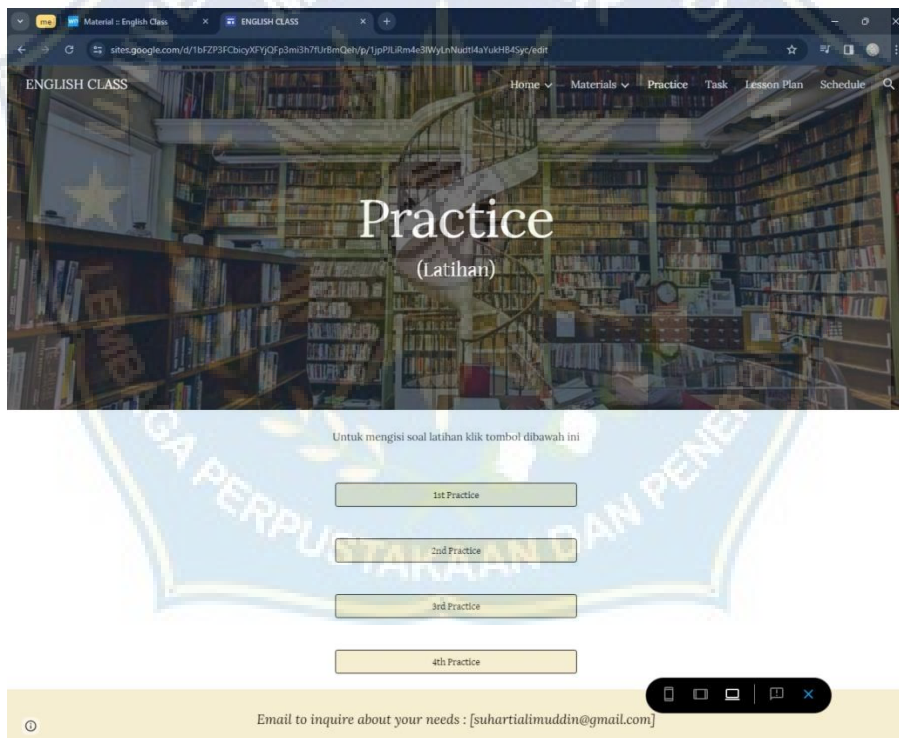 me Material :: English Class × ENGLISH CLASS × +
sites.google.com/d/1bFZP3FCbicyXFYjQFp3mi3h7fUrBmQeh/p/1jpPJLiRm4e3IWyLnNudtl4aYukHB4Syc/edit
ENGLISH CLASS Home Materials Practice Task Lesson Plan Schedule
Practice
(Latihan)
Untuk mengisi soal latihan klik tombol dibawah ini
1st Practice
2nd Practice
3rd Practice
4th Practice
Email to inquire about your needs : [suhartialimuddin@gmail.com]